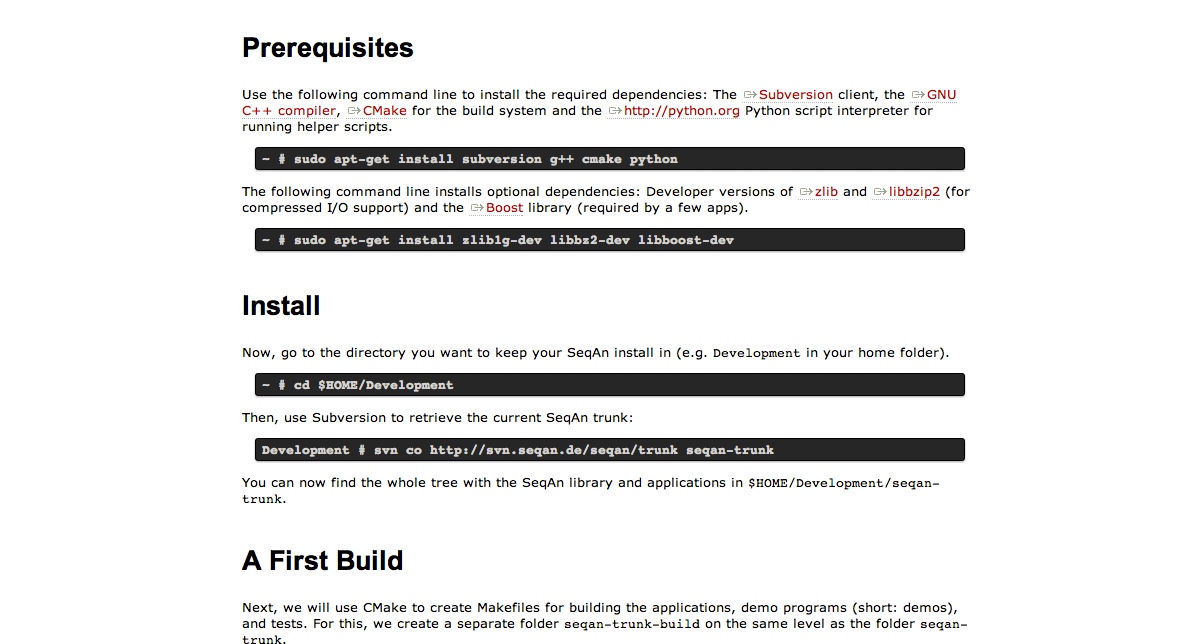 Prerequisites
Use the following command line to install the required dependencies: The Subversion client, the GNU
C++ compiler, CMake for the build system and the http://python.org Python script interpreter for
running helper scripts.
~ # sudo apt-get install subversion g++ cmake python
The following command line installs optional dependencies: Developer versions of zlib and libbzip2 (for
compressed I/O support) and the Boost library (required by a few apps).
~ # sudo apt-get install zlib1g-dev libbz2-dev libboost-dev
Install
Now, go to the directory you want to keep your SeqAn install in (e.g. Development in your home folder).
~ # cd $HOME/Development
Then, use Subversion to retrieve the current SeqAn trunk:
Development # svn co http://svn.seqan.de/seqan/trunk seqan-trunk
You can now find the whole tree with the SeqAn library and applications in $HOME/Development/seqan-
trunk.
A First Build
Next, we will use CMake to create Makefiles for building the applications, demo programs (short: demos),
and tests. For this, we create a separate folder seqan-trunk-build on the same level as the folder seqan-
trunk.